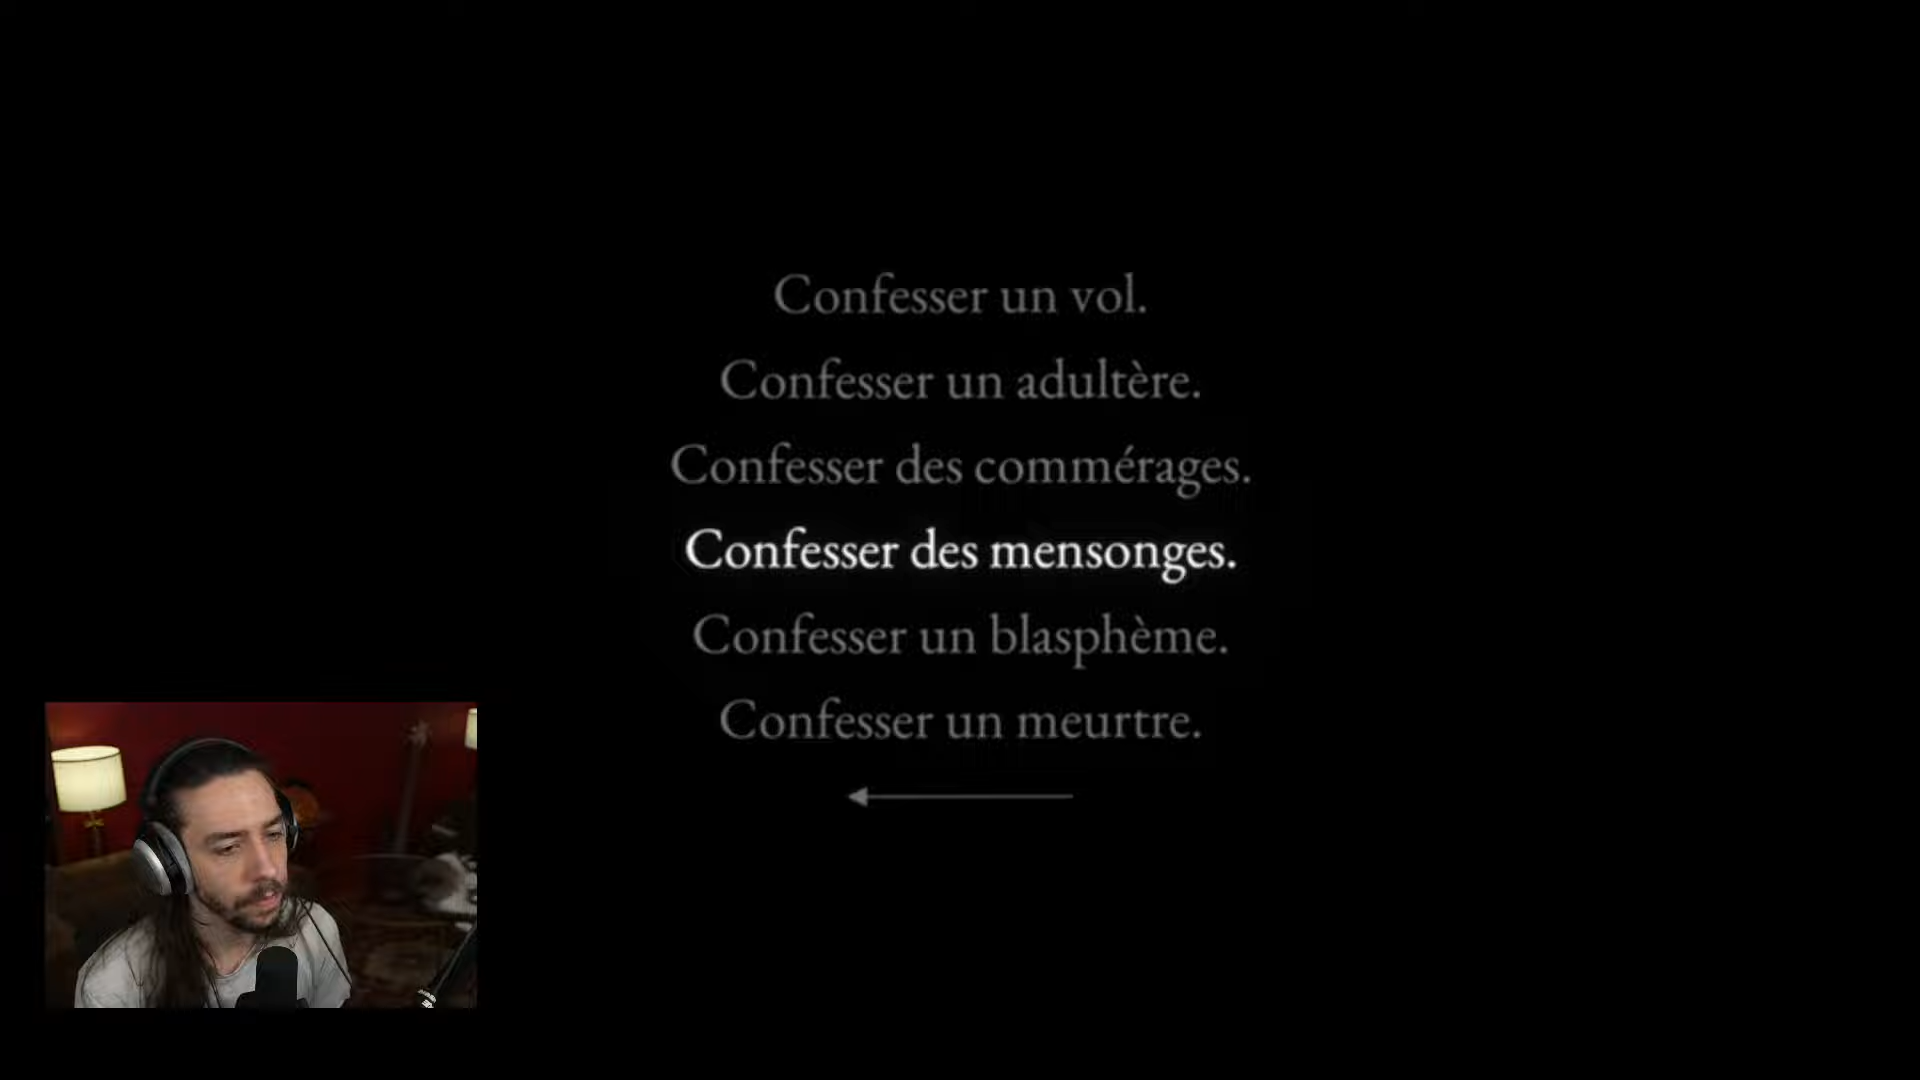 Confesser un vol.
Confesser un adultère.
Confesser des commérages.
Confesser des mensonges.
Confesser un blasphème.
Confesser un meurtre.